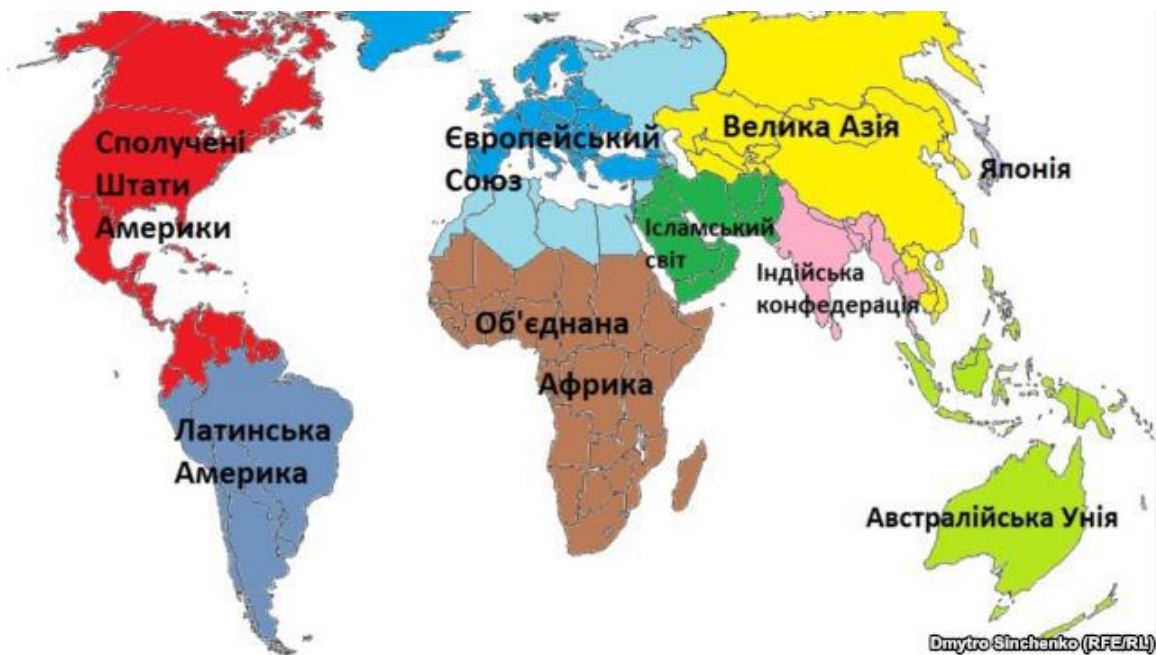 Сполучені
Штати
Америки
Європейський
Союз
Велика Азія
Японія
Ісламський
світ
Індійська
конфедерація
Об'єднана
Африка
Латинська
Америка
Австралійська Унія
Dmytro Sinchenko (RFE/RL)